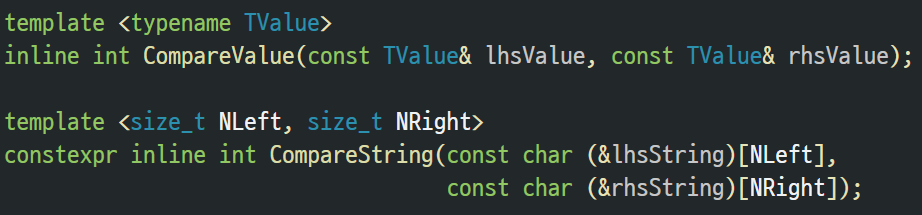 template <typename TValue>
inline int CompareValue(const TValue& lhsValue, const TValue& rhsValue);
template <size_t NLeft, size_t NRight>
constexpr inline int CompareString(const char (&lhsString)[NLeft],
const char (&rhsString)[NRight]);